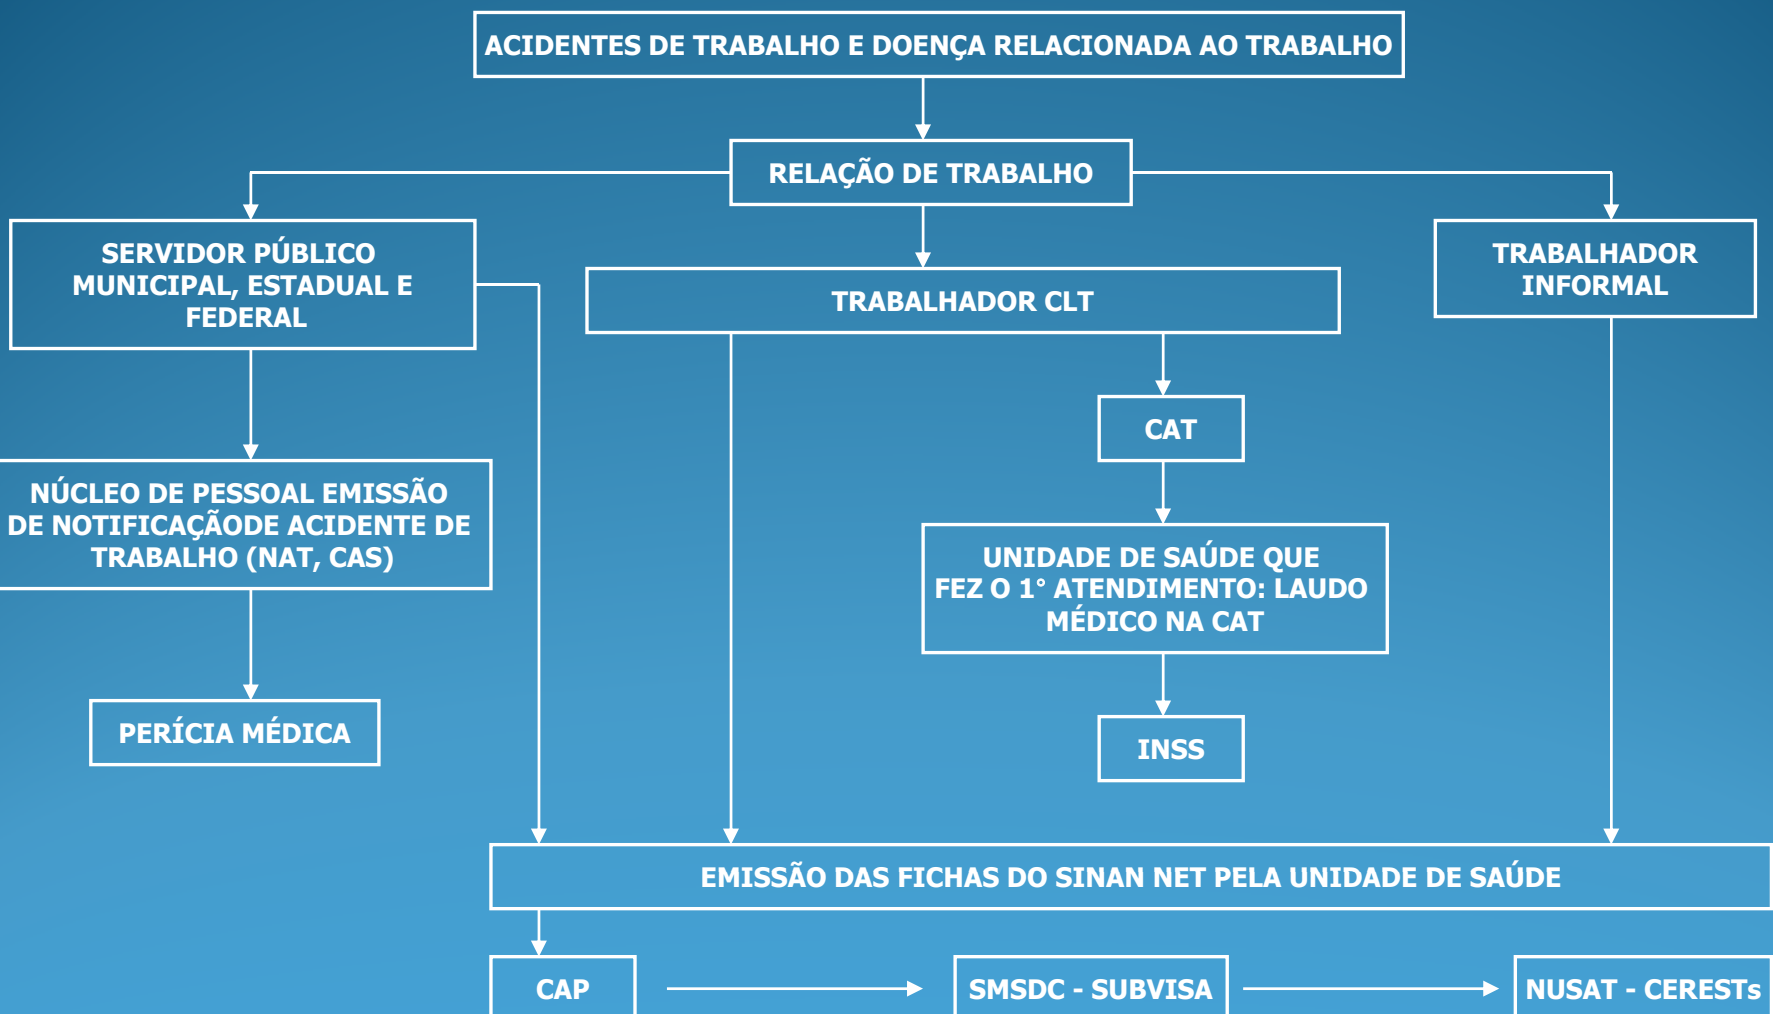 ACIDENTES DE TRABALHO E DOENÇA RELACIONADA AO TRABALHO
RELAÇÃO DE TRABALHO
SERVIDOR PÚBLICO
MUNICIPAL, ESTADUAL E
FEDERAL
TRABALHADOR CLT
TRABALHADOR
INFORMAL
CAT
NÚCLEO DE PESSOAL EMISSÃO
DE NOTIFICAÇÃODE ACIDENTE DE
TRABALHO (NAT, CAS)
UNIDADE DE SAÚDE QUE
FEZ O 1° ATENDIMENTO: LAUDO
MÉDICO NA CAT
PERÍCIA MÉDICA
INSS
EMISSÃO DAS FICHAS DO SINAN NET PELA UNIDADE DE SAÚDE
CAP
SMSDC - SUBVISA
NUSAT - CERESTs